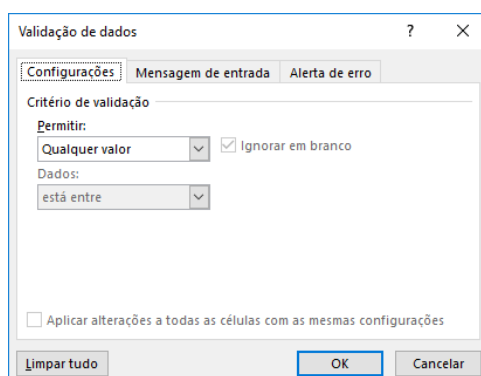 Validação de dados ?
Configurações Mensagem de entrada Alerta de erro
Critério de validação
Permitir:
Qualquer valor Ignorar em branco
Dados:
está entre
Aplicar alterações a todas as células com as mesmas configurações
Limpar tudo OK Cancelar